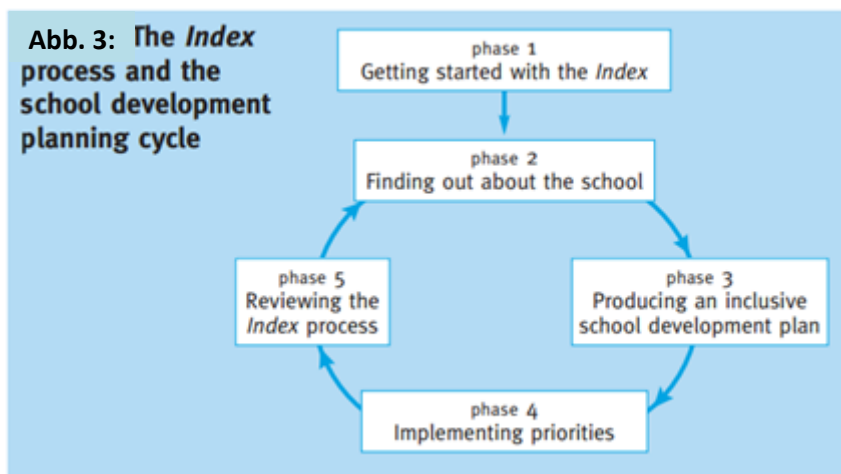 Abb. 3: The Index
process and the
school development
planning cycle
phase 1
Getting started with the Index
phase 2
Finding out about the school
phase 3
Producing an inclusive
school development plan
phase 4
Implementing priorities
phase 5
Reviewing the
Index process